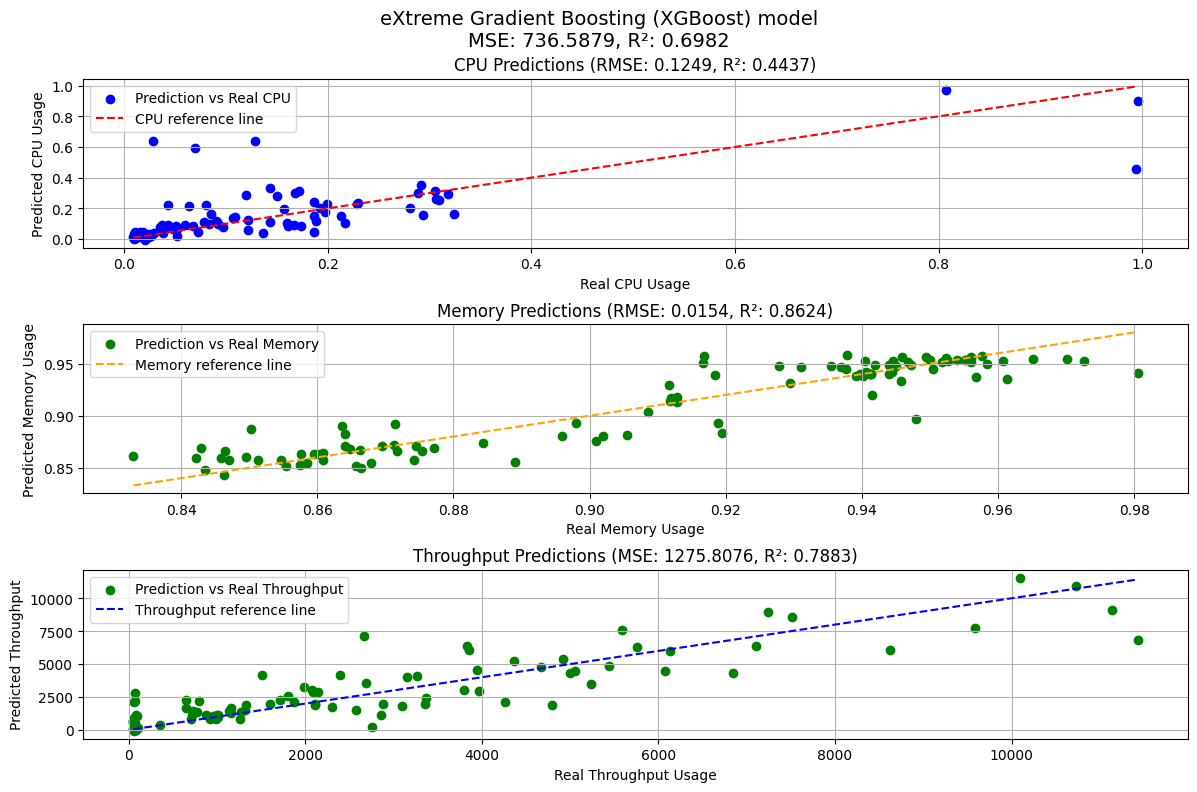 eXtreme Gradient Boosting (XGBoost) model
MSE: 736.5879, R²: 0.6982
CPU Predictions (RMSE: 0.1249, R²: 0.4437)
Predicted CPU Usage
1.0
0.8
0.6
0.4
0.2
0.0
Prediction vs Real CPU
CPU reference line
0.0 0.2 0.4 0.6 0.8 1.0
Real CPU Usage
Memory Predictions (RMSE: 0.0154, R²: 0.8624)
Predicted Memory Usage
0.95
0.90
0.85
Prediction vs Real Memory
Memory reference line
0.84 0.86 0.88 0.90 0.92 0.94 0.96 0.98
Real Memory Usage
Throughput Predictions (MSE: 1275.8076, R²: 0.7883)
Predicted Throughput
10000
7500
5000
2500
0
Prediction vs Real Throughput
Throughput reference line
0 2000 4000 6000 8000 10000
Real Throughput Usage